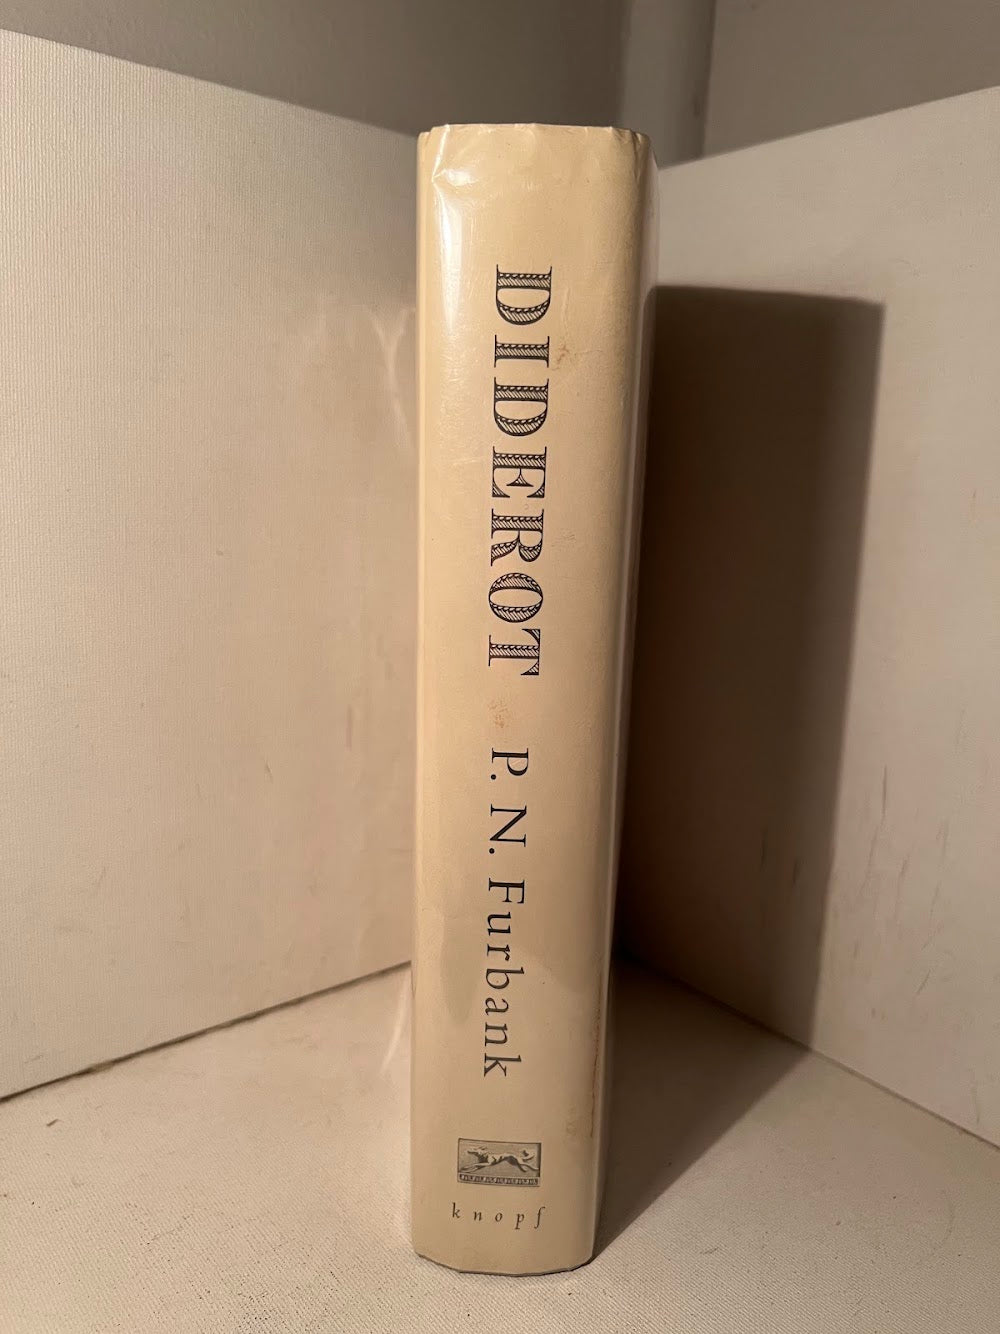 DIDEROT
P. N. Furbank
knopf